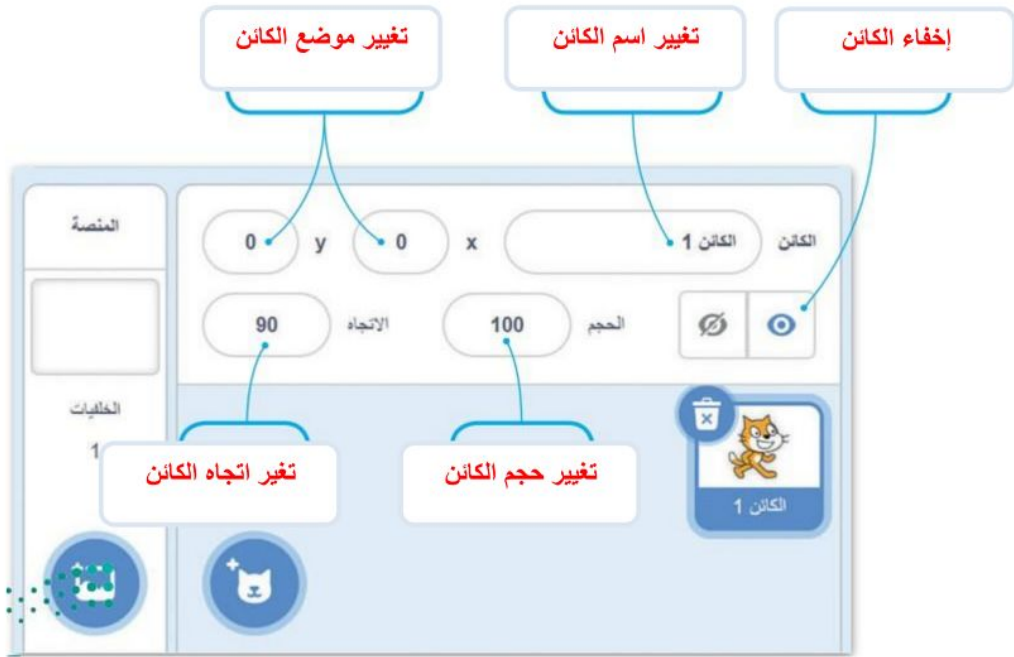 إخفاء الكائن
تغيير اسم الكائن
تغيير موضع الكائن
الكائن
الكائن 1
x
0
y
0
الحجم
100
الاتجاه
90
المنصة
الخلفيات
1
تغيير حجم الكائن
تغير اتجاه الكائن
الكائن 1